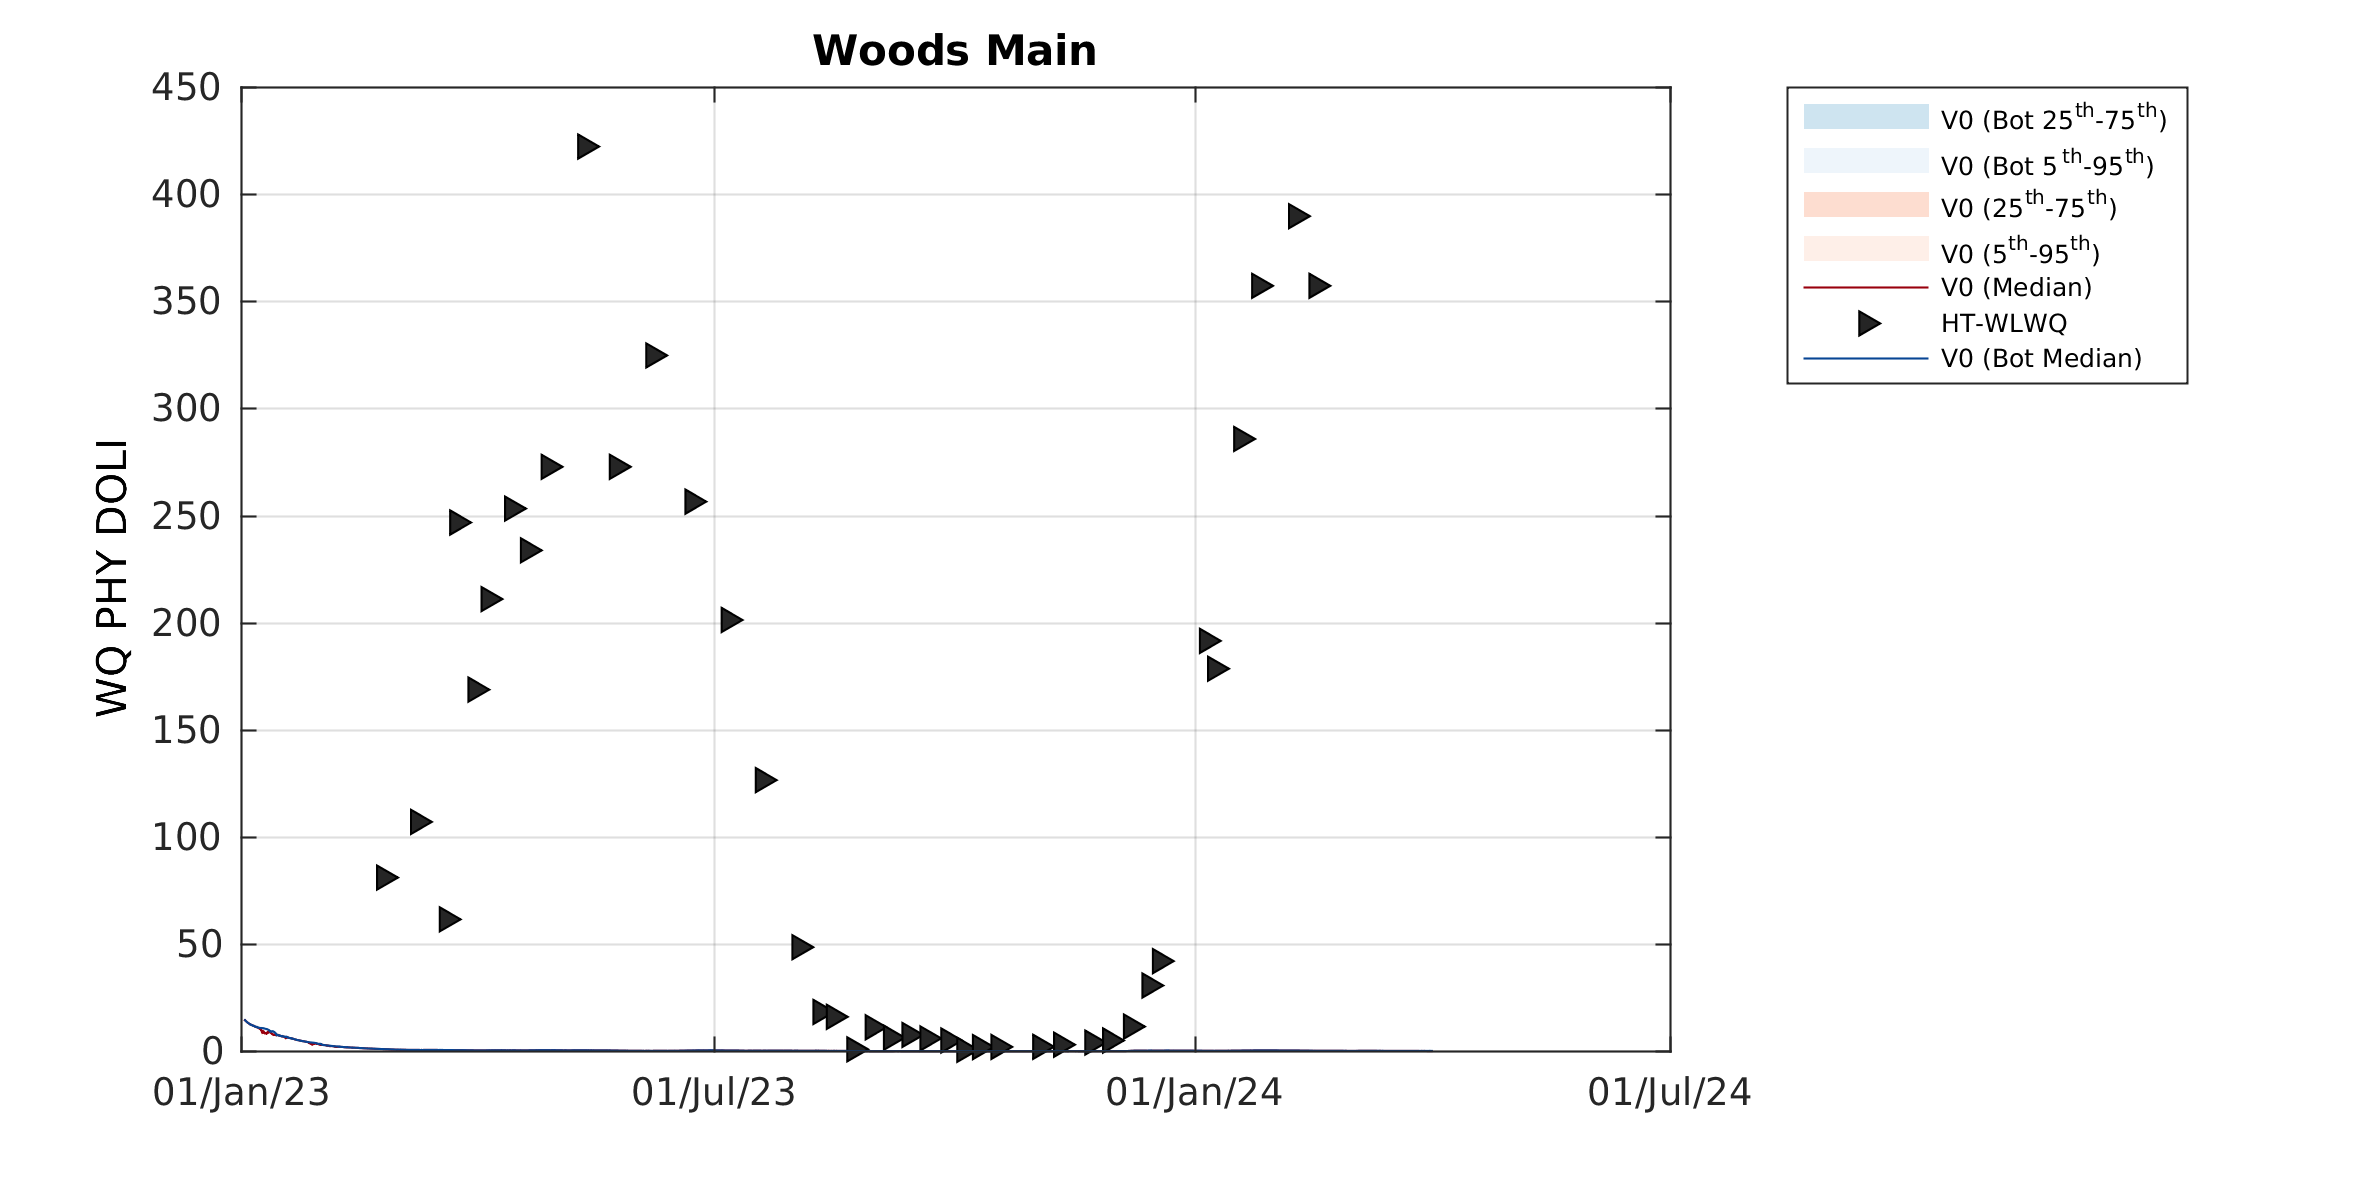 Woods Main
450
400
350
300
250
200
150
100
50
0
WQ PHY DOLI
01/Jan/23
01/Jul/23
01/Jan/24
01/Jul/24
V0 (Bot 25th-75th)
V0 (Bot 5th-95th)
V0 (25th-75th)
V0 (5th-95th)
V0 (Median)
HT-WLWQ
V0 (Bot Median)